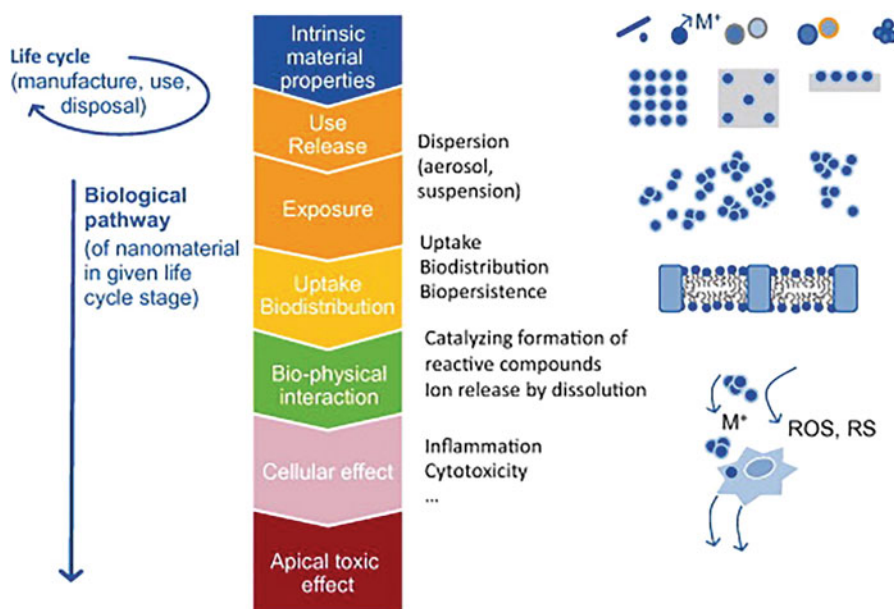 Life cycle
(manufacture, use,
disposal)
Biological
pathway
(of nanomaterial
in given life
cycle stage)
Intrinsic
material
properties
Use
Release
Exposure
Uptake
Biodistribution
Bio-physical
interaction
Cellular effect
Apical toxic
effect
Dispersion
(aerosol,
suspension)
Uptake
Biodistribution
Biopersistence
Catalyzing formation of
reactive compounds
Ion release by dissolution
Inflammation
Cytotoxicity
...
M⁺
M⁺
ROS, RS